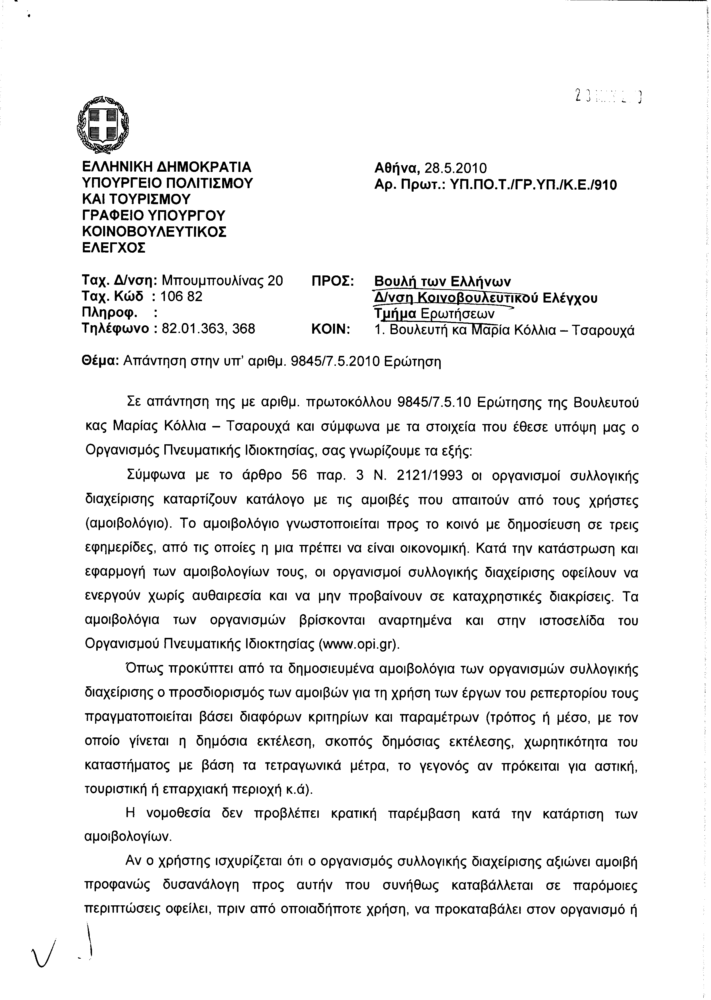 ΕΛΛΗΝΙΚΗ ΔΗΜΟΚΡΑΤΙΑ
ΥΠΟΥΡΓΕΙΟ ΠΟΛΙΤΙΣΜΟΥ
ΚΑΙ ΤΟΥΡΙΣΜΟΥ
ΓΡΑΦΕΙΟ ΥΠΟΥΡΓΟΥ
ΚΟΙΝΟΒΟΥΛΕΥΤΙΚΟΣ
ΕΛΕΓΧΟΣ
Αθήνα, 28.5.2010
Αρ. Πρωτ.: ΥΠ.ΠΟ.Τ./ΓΡ.ΥΠ./Κ.Ε./910
Ταχ. Δ/νση: Μπουμπουλίνας 20
Ταχ. Κώδ : 106 82
Πληροφ. :
Τηλέφωνο : 82.01.363, 368
ΠΡΟΣ: Βουλή των Ελλήνων
Δ/νση Κοινοβουλευτικού Ελέγχου
Τμήμα Ερωτήσεων
ΚΟΙΝ: 1. Βουλευτή κα Μαρία Κόλλια – Τσαρουχά
Θέμα: Απάντηση στην υπ’ αριθμ. 9845/7.5.2010 Ερώτηση
Σε απάντηση της με αριθμ. πρωτοκόλλου 9845/7.5.10 Ερώτησης της Βουλευτού
κας Μαρίας Κόλλια – Τσαρουχά και σύμφωνα με τα στοιχεία που έθεσε υπόψη μας ο
Οργανισμός Πνευματικής Ιδιοκτησίας, σας γνωρίζουμε τα εξής:
Σύμφωνα με το άρθρο 56 παρ. 3 Ν. 2121/1993 οι οργανισμοί συλλογικής
διαχείρισης καταρτίζουν κατάλογο με τις αμοιβές που απαιτούν από τους χρήστες
(αμοιβολόγιο). Το αμοιβολόγιο γνωστοποιείται προς το κοινό με δημοσίευση σε τρεις
εφημερίδες, από τις οποίες η μια πρέπει να είναι οικονομική. Κατά την κατάστρωση και
εφαρμογή των αμοιβολογίων τους, οι οργανισμοί συλλογικής διαχείρισης οφείλουν να
ενεργούν χωρίς αυθαιρεσία και να μην προβαίνουν σε καταχρηστικές διακρίσεις. Τα
αμοιβολόγια των οργανισμών βρίσκονται αναρτημένα και στην ιστοσελίδα του
Οργανισμού Πνευματικής Ιδιοκτησίας (www.opi.gr).
Όπως προκύπτει από τα δημοσιευμένα αμοιβολόγια των οργανισμών συλλογικής
διαχείρισης ο προσδιορισμός των αμοιβών για τη χρήση των έργων του ρεπερτορίου τους
πραγματοποιείται βάσει διαφόρων κριτηρίων και παραμέτρων (τρόπος ή μέσο, με τον
οποίο γίνεται η δημόσια εκτέλεση, σκοπός δημόσιας εκτέλεσης, χωρητικότητα του
καταστήματος με βάση τα τετραγωνικά μέτρα, το γεγονός αν πρόκειται για αστική,
τουριστική ή επαρχιακή περιοχή κ.ά).
Η νομοθεσία δεν προβλέπει κρατική παρέμβαση κατά την κατάρτιση των
αμοιβολογίων.
Αν ο χρήστης ισχυρίζεται ότι ο οργανισμός συλλογικής διαχείρισης αξιώνει αμοιβή
προφανώς δυσανάλογη προς αυτήν που συνήθως καταβάλλεται σε παρόμοιες
περιπτώσεις οφείλει, πριν από οποιαδήποτε χρήση, να προκαταβάλει στον οργανισμό ή